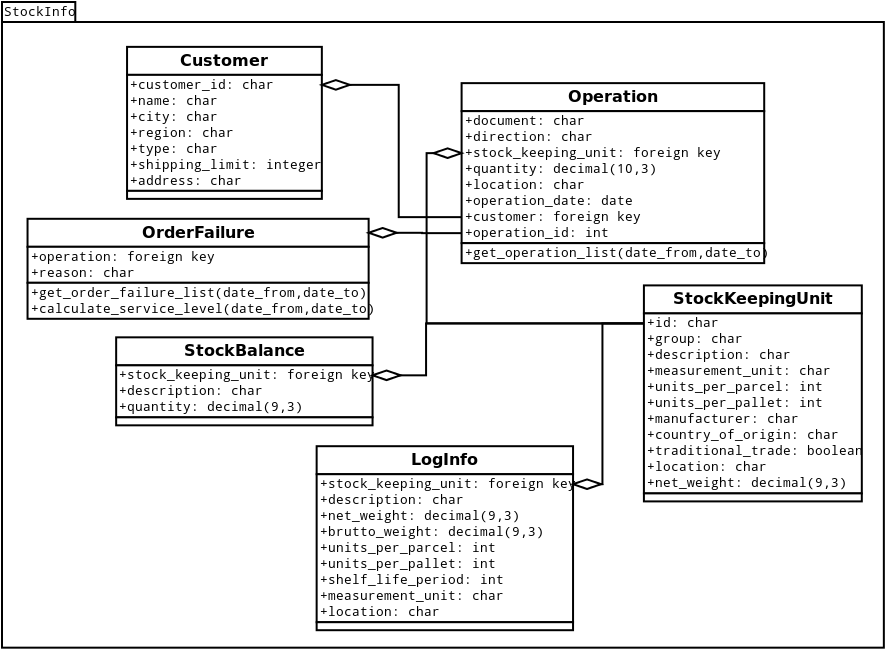 StockInfo
Customer
+customer_id: char
+name: char
+city: char
+region: char
+type: char
+shipping_limit: integer
+address: char
Operation
+document: char
+direction: char
+stock_keeping_unit: foreign key
+quantity: decimal(10,3)
+location: char
+operation_date: date
+customer: foreign key
+operation_id: int
+get_operation_list(date_from,date_to)
OrderFailure
+operation: foreign key
+reason: char
+get_order_failure_list(date_from,date_to)
+calculate_service_level(date_from,date_to)
StockKeepingUnit
+id: char
+group: char
+description: char
+measurement_unit: char
+units_per_parcel: int
+units_per_pallet: int
+manufacturer: char
+country_of_origin: char
+traditional_trade: boolean
+location: char
+net_weight: decimal(9,3)
StockBalance
+stock_keeping_unit: foreign key
+description: char
+quantity: decimal(9,3)
LogInfo
+stock_keeping_unit: foreign key
+description: char
+net_weight: decimal(9,3)
+brutto_weight: decimal(9,3)
+units_per_parcel: int
+units_per_pallet: int
+shelf_life_period: int
+measurement_unit: char
+location: char